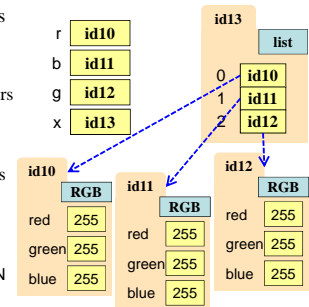 s
ers
s
N
r id10
b id11
g id12
x id13
id13
list
0 id10
1 id11
2 id12
id10
RGB
red 255
green 255
blue 255
id11
RGB
red 255
green 255
blue 255
id12
RGB
red 255
green 255
blue 255